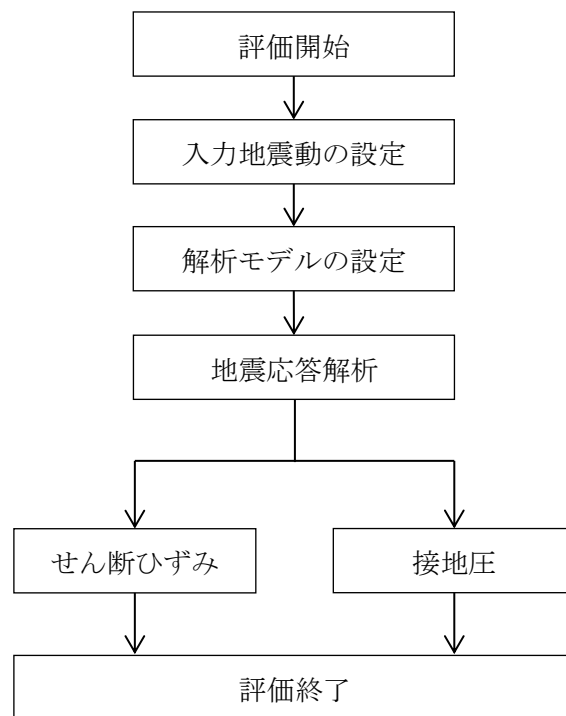 評価開始
入力地震動の設定
解析モデルの設定
地震応答解析
せん断ひずみ
接地圧
評価終了